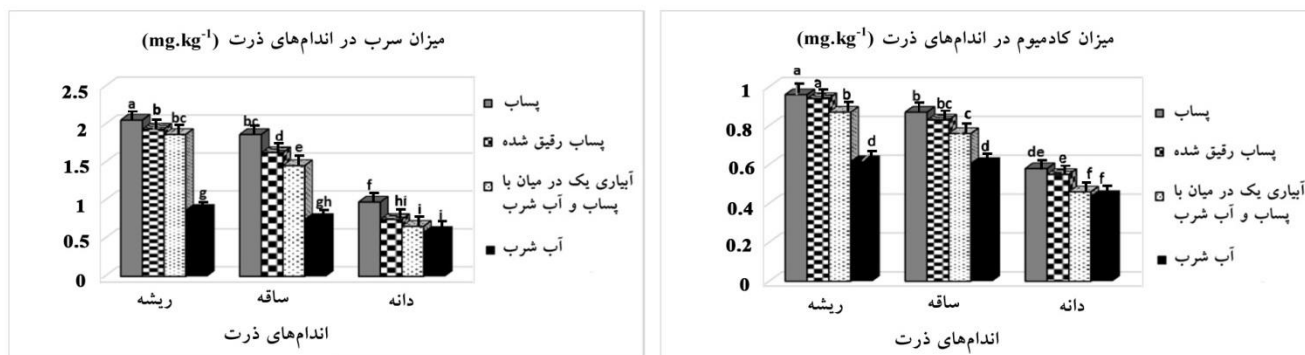 میزان سرب در اندام‌های ذرت (mg.kg-1)
2.5
2
1.5
1
0.5
0
a
b
bc
g
bc
d
e
gh
f
hi
i
i
ریشه
ساقه
دانه
اندام‌های ذرت
پساب
پساب رقیق شده
آبیاری یک در میان با
پساب و آب شرب
آب شرب
میزان کادمیوم در اندام‌های ذرت (mg.kg-1)
1
0.8
0.6
0.4
0.2
0
a
a
b
d
b
bc
c
d
de
e
f
f
ریشه
ساقه
دانه
اندام‌های ذرت
پساب
پساب رقیق شده
آبیاری یک در میان با
پساب و آب شرب
آب شرب